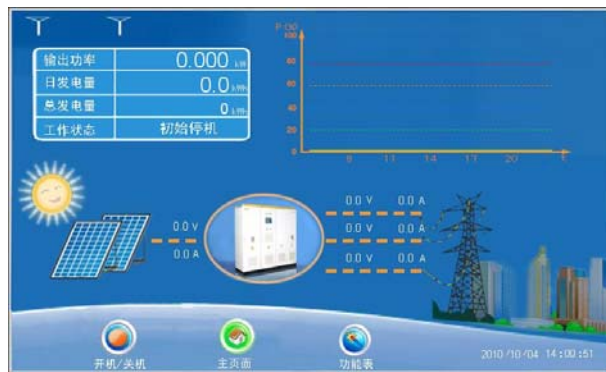 输出功率 0.000 kW
日发电量 0.0 kWh
总发电量 0 kWh
工作状态 初始停机
P(%)
100
80
60
40
20
0
8 11 14 17 20 t
0.0 V
0.0 A
0.0 V 0.0 A
0.0 V 0.0 A
0.0 V 0.0 A
开机/关机
主页面
功能表
2010/10/04 14:00:51